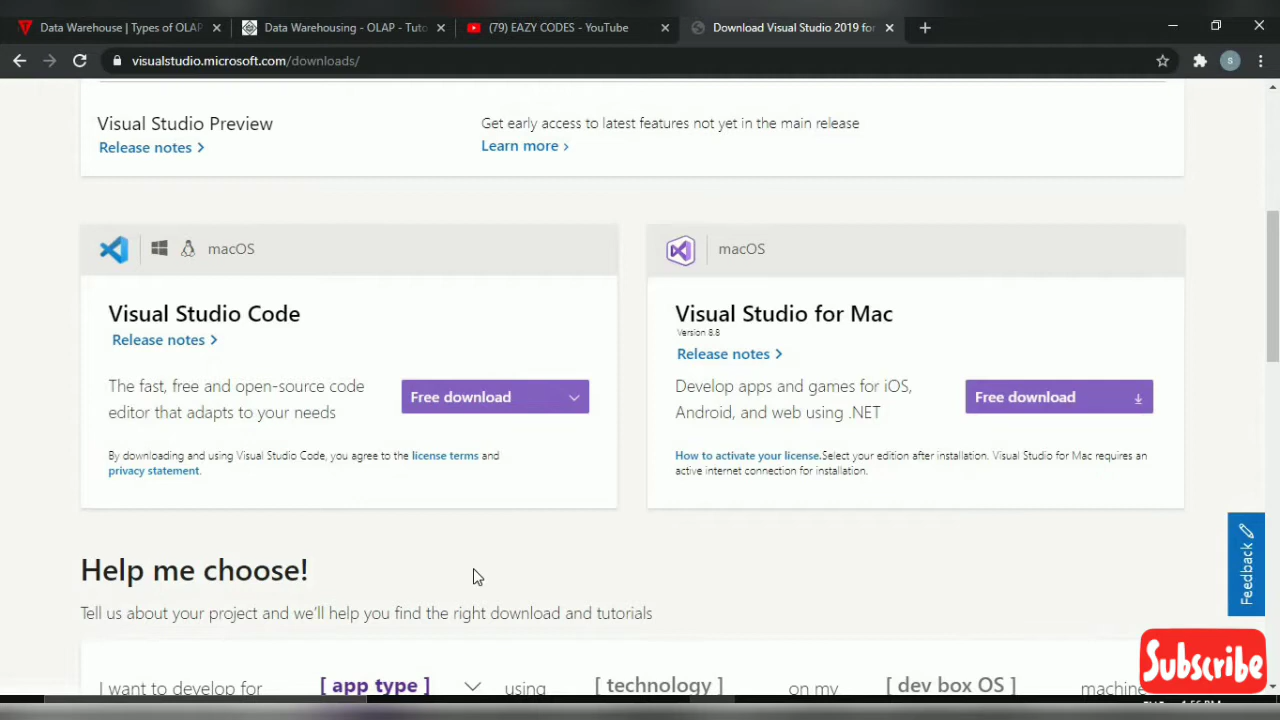 Data Warehouse | Types of OLAP
Data Warehousing - OLAP - Tuto
(79) EAZY CODES - YouTube
Download Visual Studio 2019 for
visualstudio.microsoft.com/downloads/
S
Visual Studio Preview
Get early access to latest features not yet in the main release
Release notes >
Learn more >
macOS
macOS
Visual Studio Code
Release notes >
The fast, free and open-source code
editor that adapts to your needs
Free download
By downloading and using Visual Studio Code, you agree to the license terms and
privacy statement.
Visual Studio for Mac
Version 8.8
Release notes >
Develop apps and games for iOS,
Android, and web using .NET
Free download
How to activate your license.Select your edition after installation. Visual Studio for Mac requires an
active internet connection for installation.
Feedback
Help me choose!
Tell us about your project and we'll help you find the right download and tutorials
I want to develop for [ app type ] using [ technology ] on my [ dev box OS ] machine
Subscribe